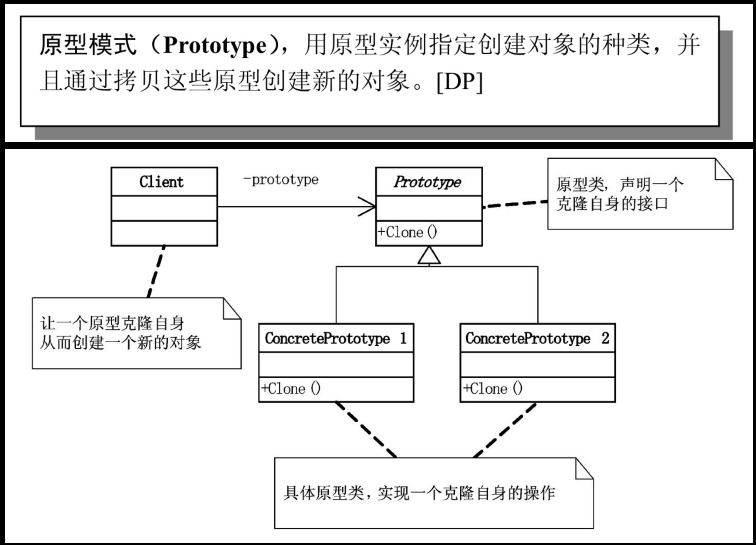 原型模式（Prototype），用原型实例指定创建对象的种类，并
且通过拷贝这些原型创建新的对象。[DP]
Client
-prototype
Prototype
+Clone()
原型类，声明一个
克隆自身的接口
让一个原型克隆自身
从而创建一个新的对象
ConcretePrototype 1
+Clone()
ConcretePrototype 2
+Clone()
具体原型类，实现一个克隆自身的操作